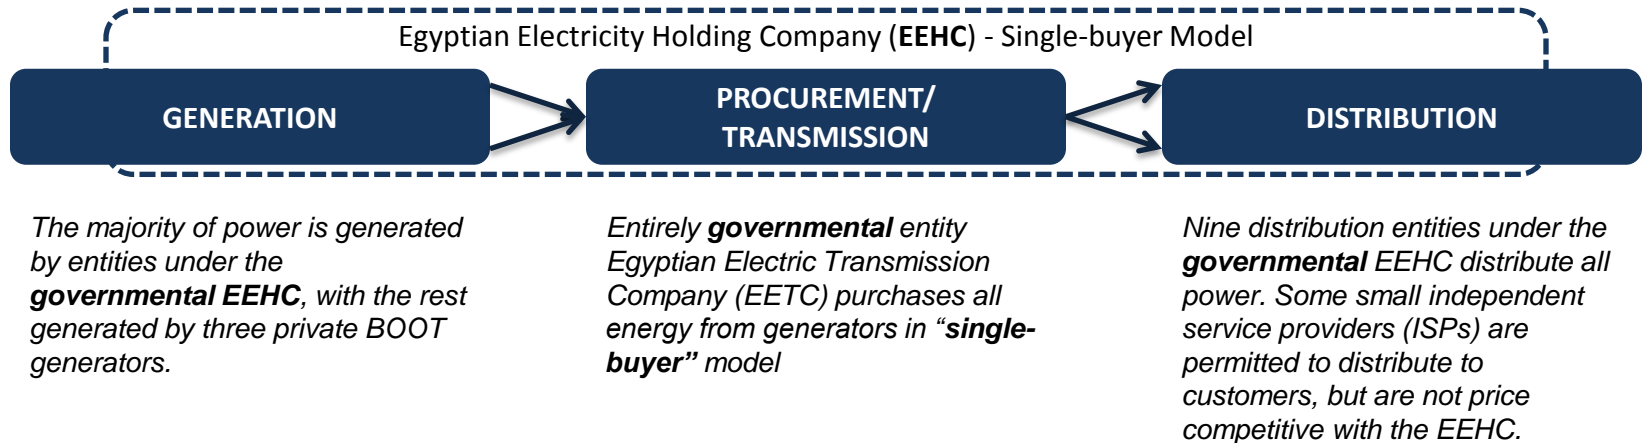 Egyptian Electricity Holding Company (EEHC) - Single-buyer Model
GENERATION
PROCUREMENT/
TRANSMISSION
DISTRIBUTION
The majority of power is generated
by entities under the
governmental EEHC, with the rest
generated by three private BOOT
generators.
Entirely governmental entity
Egyptian Electric Transmission
Company (EETC) purchases all
energy from generators in “single-
buyer” model
Nine distribution entities under the
governmental EEHC distribute all
power. Some small independent
service providers (ISPs) are
permitted to distribute to
customers, but are not price
competitive with the EEHC.